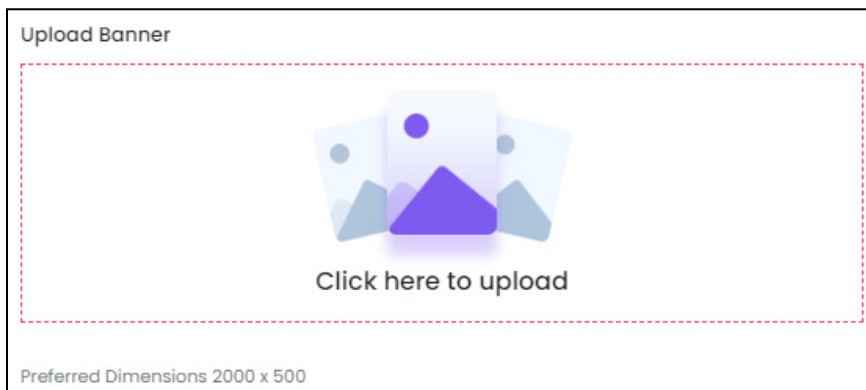 Upload Banner
Click here to upload
Preferred Dimensions 2000 x 500